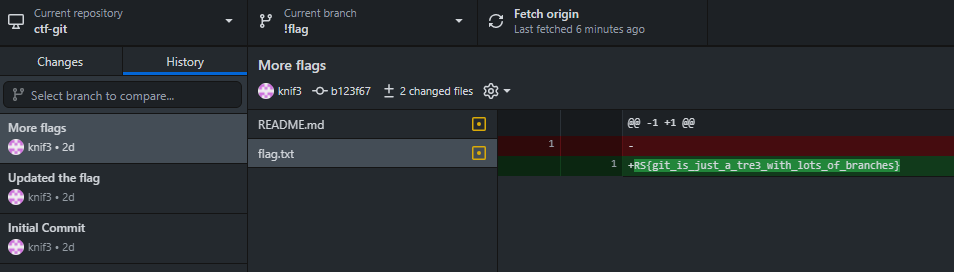 Current repository
ctf-git
Current branch
!flag
Fetch origin
Last fetched 6 minutes ago
Changes
History
Select branch to compare...
More flags
knif3 • 2d
Updated the flag
knif3 • 2d
Initial Commit
knif3 • 2d
More flags
knif3
b123f67
2 changed files
README.md
flag.txt
@@ -1 +1 @@
1 -
1 +RS{git_is_just_a_tre3_with_lots_of_branches}